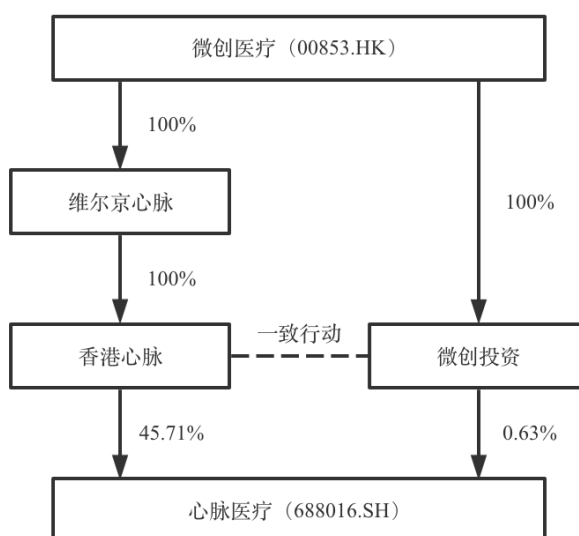 微创医疗（00853.HK）
100%
维尔京心脉
100%
100%
一致行动
香港心脉
微创投资
45.71%
0.63%
心脉医疗（688016.SH）